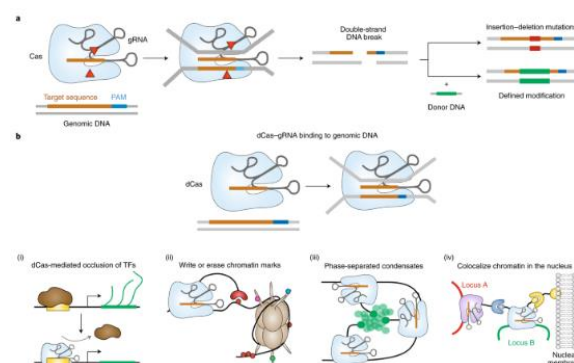 a
gRNA
Cas
Target sequence PAM
Genomic DNA
Double-strand
DNA break
+
Donor DNA
Insertion–deletion mutation
Defined modification
b
dCas–gRNA binding to genomic DNA
dCas
(i)
dCas-mediated occlusion of TFs
(ii)
Write or erase chromatin marks
(iii)
Phase-separated condensates
(iv)
Colocalize chromatin in the nucleus
Locus A
Locus B